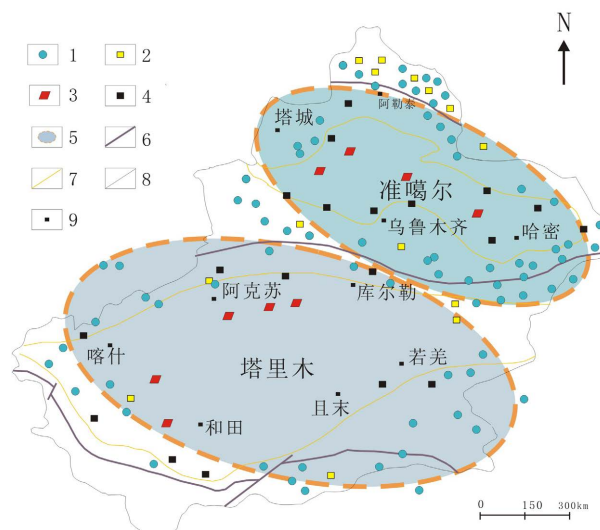 N
1 2
3 4
5 6
7 8
9
阿勒泰
塔城
准噶尔
乌鲁木齐
哈密
阿克苏
库尔勒
喀什
塔里木
若羌
且末
和田
0 150 300km